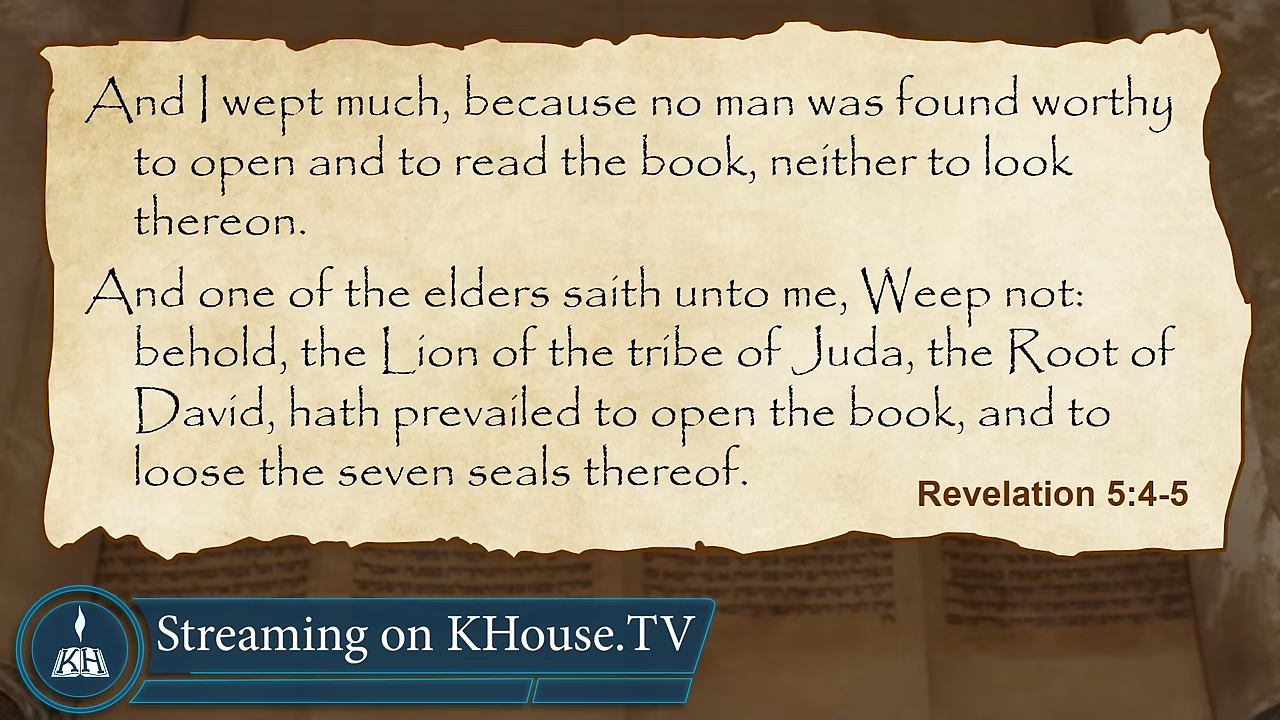 And I wept much, because no man was found worthy
to open and to read the book, neither to look
thereon.
And one of the elders saith unto me, Weep not:
behold, the Lion of the tribe of Juda, the Root of
David, hath prevailed to open the book, and to
loose the seven seals thereof.
Revelation 5:4-5
KH
Streaming on KHouse.TV